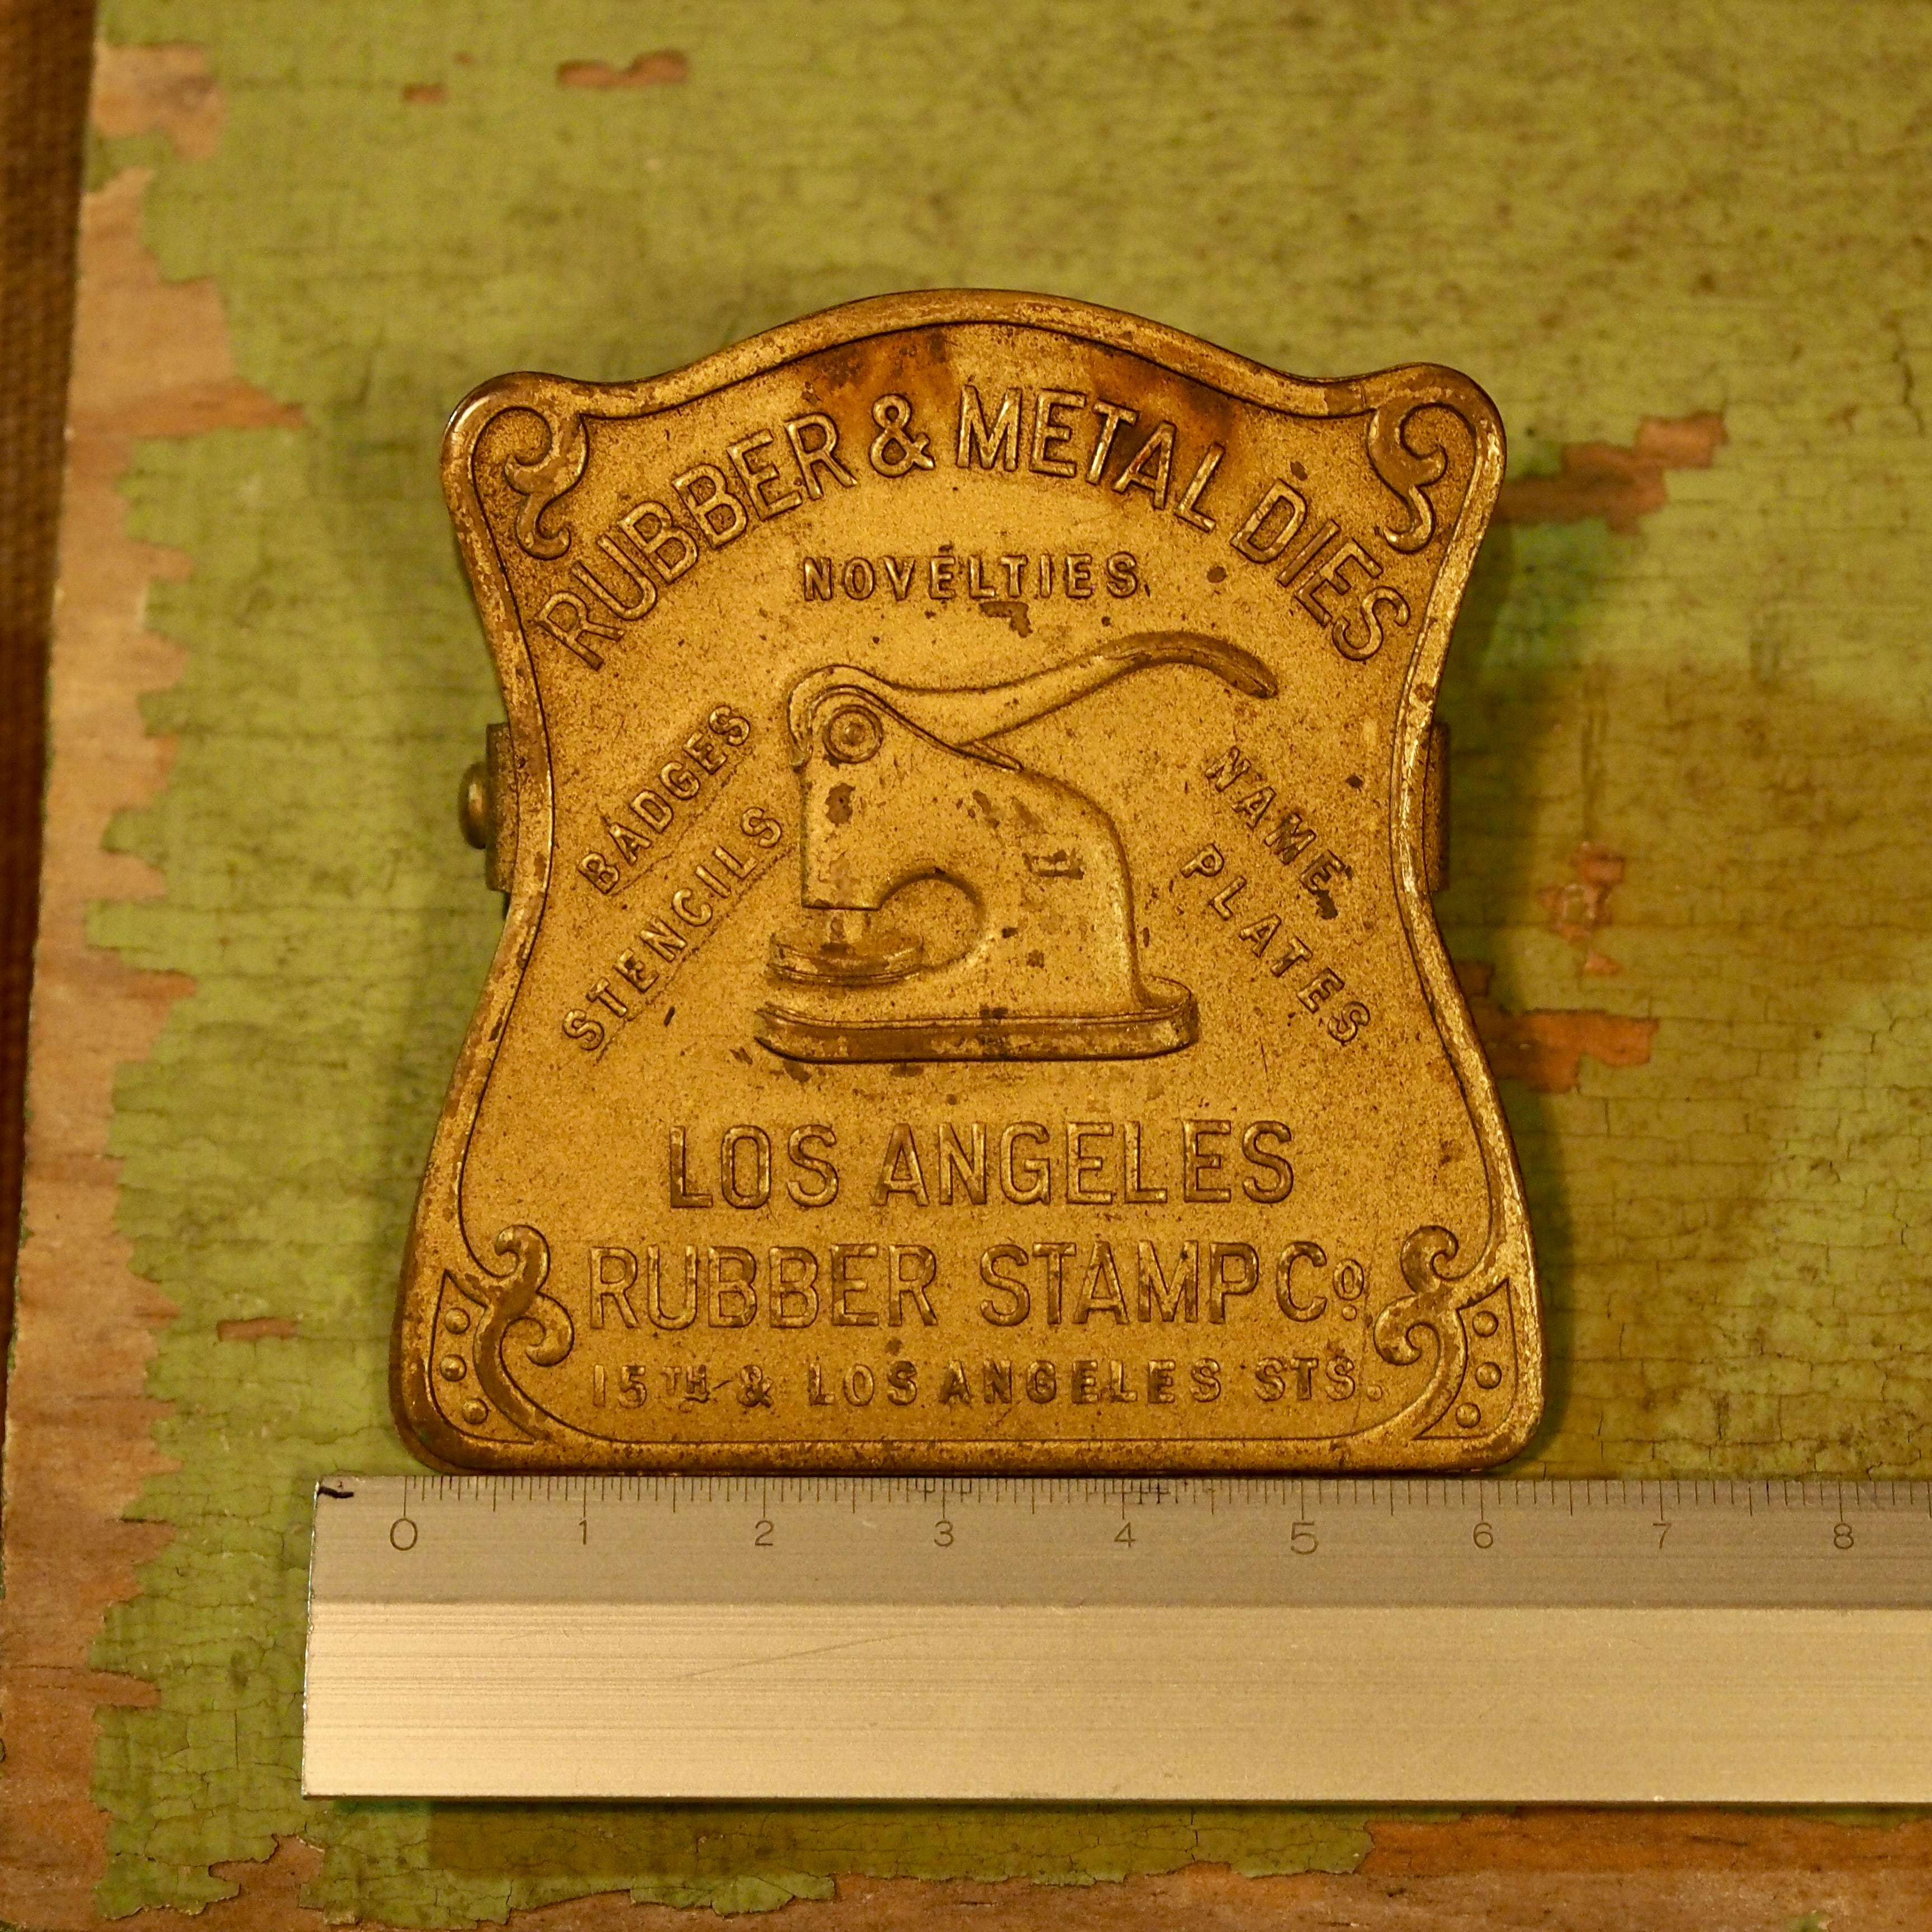 RUBBER & METAL DIES
NOVELTIES
BADGES
STENCILS
NAME
PLATES
LOS ANGELES
RUBBER STAMP Co.
15TH & LOS ANGELES STS.
0 1 2 3 4 5 6 7 8